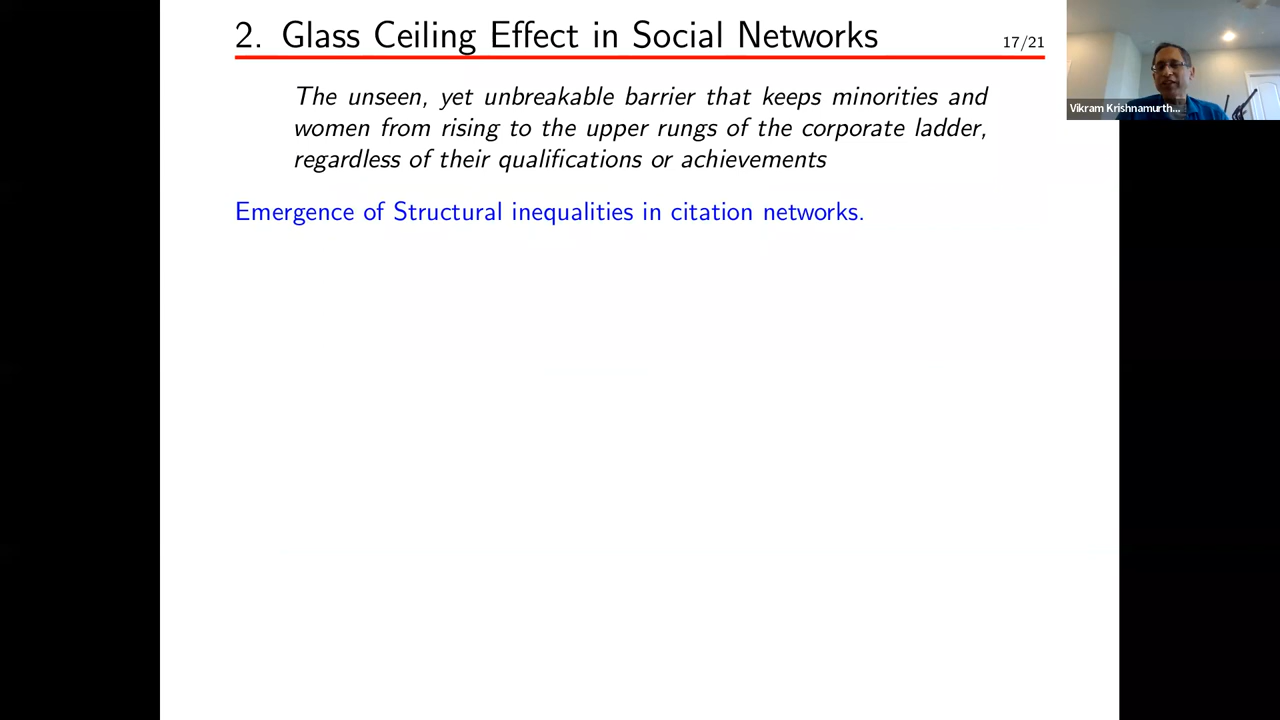 2. Glass Ceiling Effect in Social Networks
17/21
The unseen, yet unbreakable barrier that keeps minorities and
women from rising to the upper rungs of the corporate ladder,
regardless of their qualifications or achievements
Emergence of Structural inequalities in citation networks.
Vikram Krishnamurth...